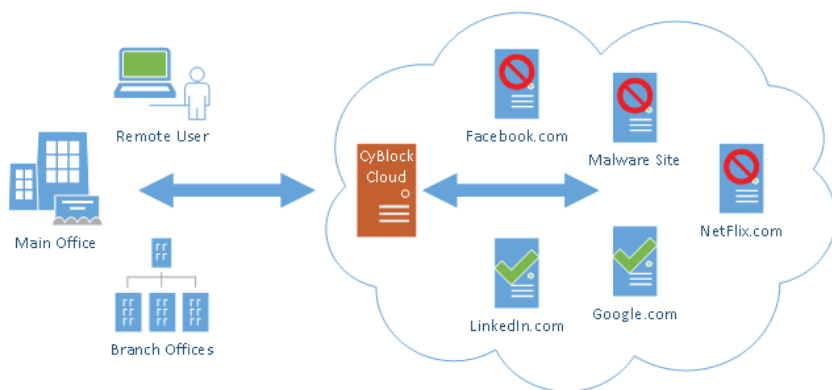 Remote User
Main Office
Branch Offices
CyBlock
Cloud
Facebook.com
Malware Site
NetFlix.com
LinkedIn.com
Google.com